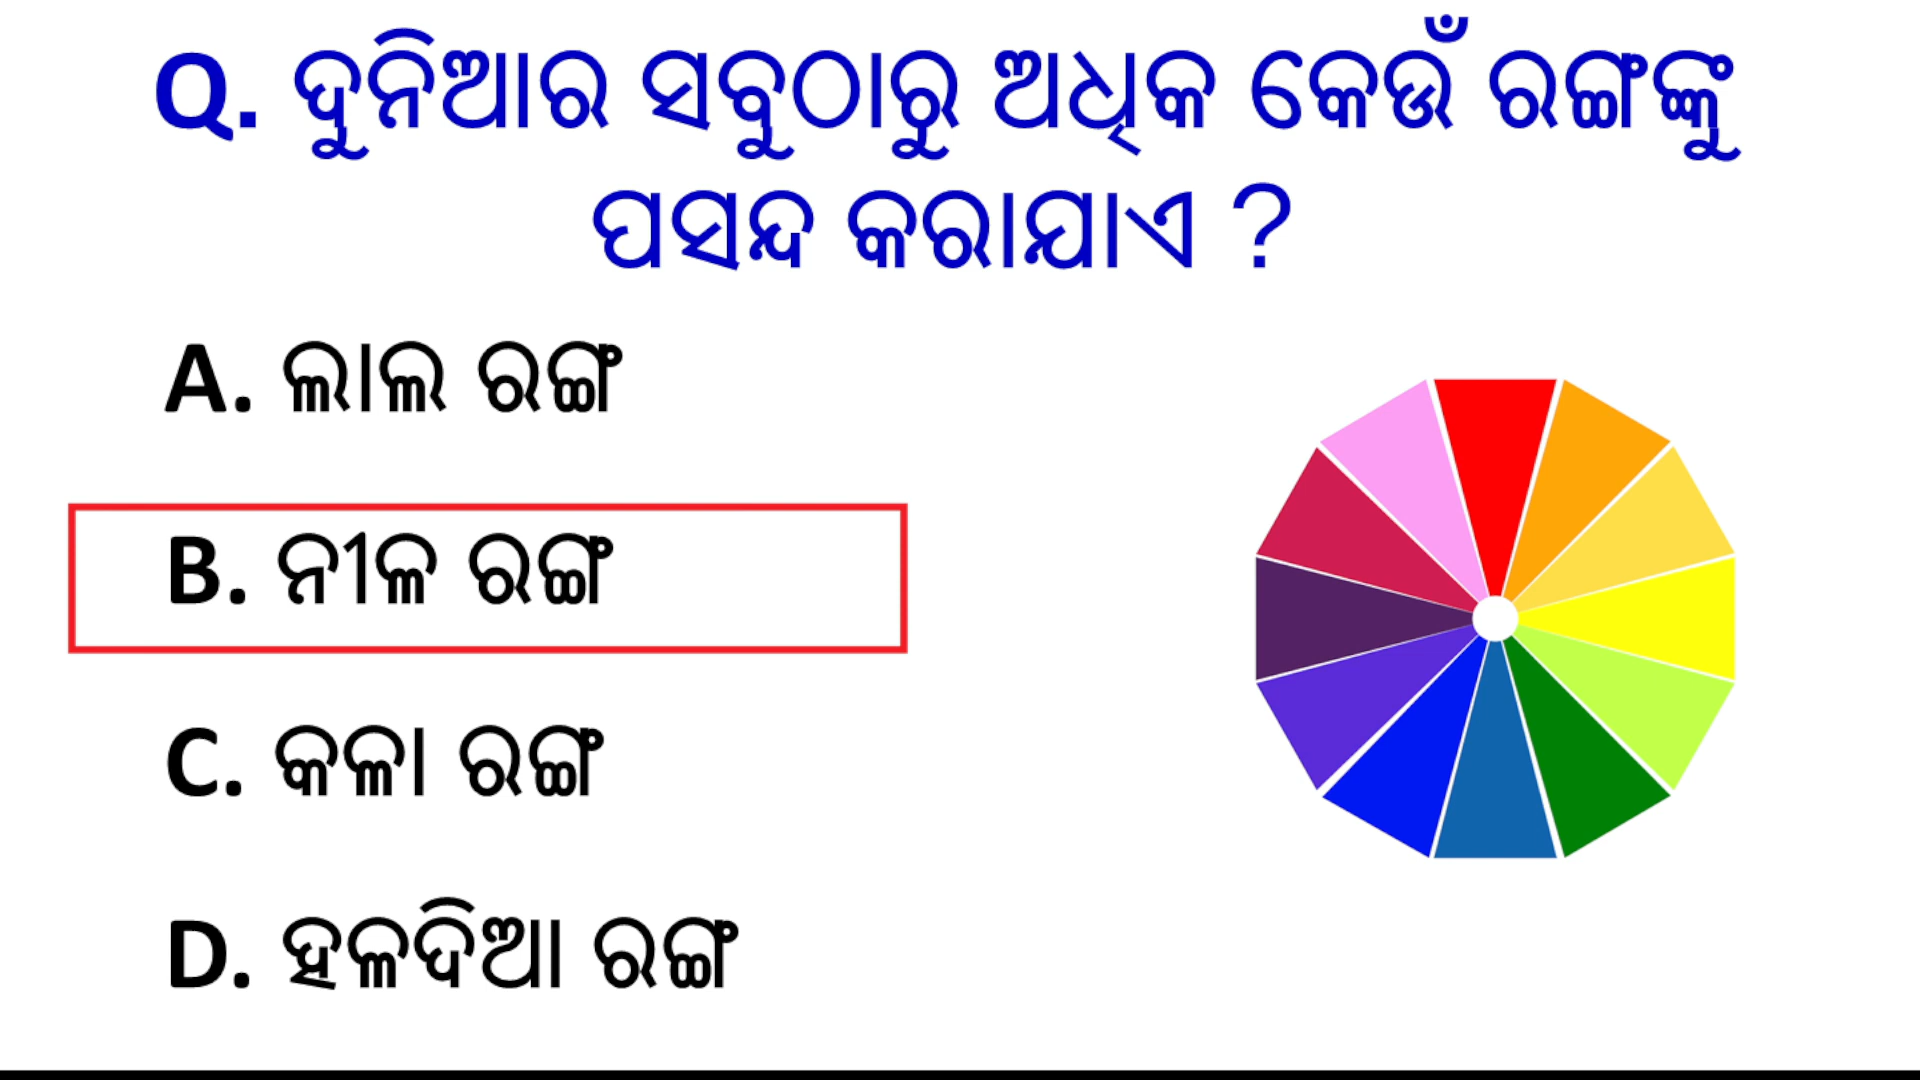 Q. ଦୁନିଆର ସବୁଠାରୁ ଅଧିକ କେଉଁ ରଙ୍ଗଙ୍କୁ
ପସନ୍ଦ କରାଯାଏ ?
A. ଲାଲ ରଙ୍ଗ
B. ନୀଳ ରଙ୍ଗ
C. କଳା ରଙ୍ଗ
D. ହଳଦିଆ ରଙ୍ଗ